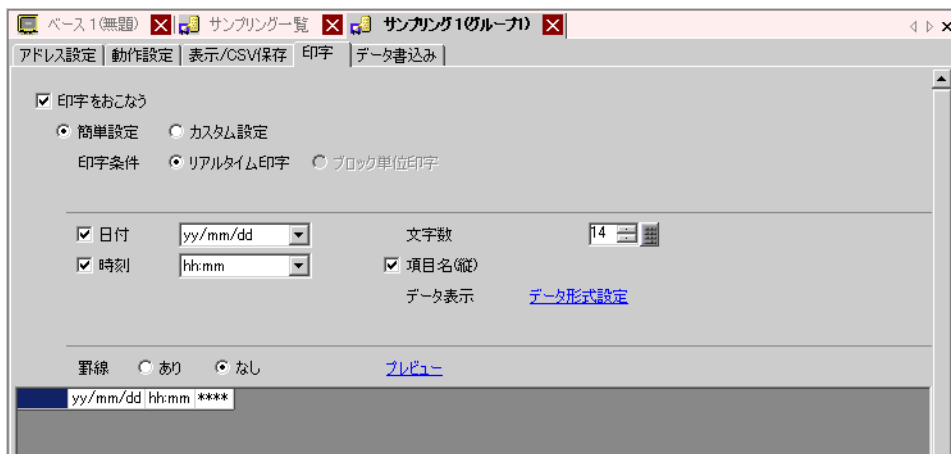 ベース 1(無題) サンプリング一覧 サンプリング1(グループ1)
アドレス設定 動作設定 表示/CSV保存 印字 データ書込み
印字をおこなう
簡単設定 カスタム設定
印字条件 リアルタイム印字 ブロック単位印字
日付 yy/mm/dd 文字数 14
時刻 hh:mm 項目名(縦)
データ表示 データ形式設定
罫線 あり なし プレビュー
yy/mm/dd hh:mm ****